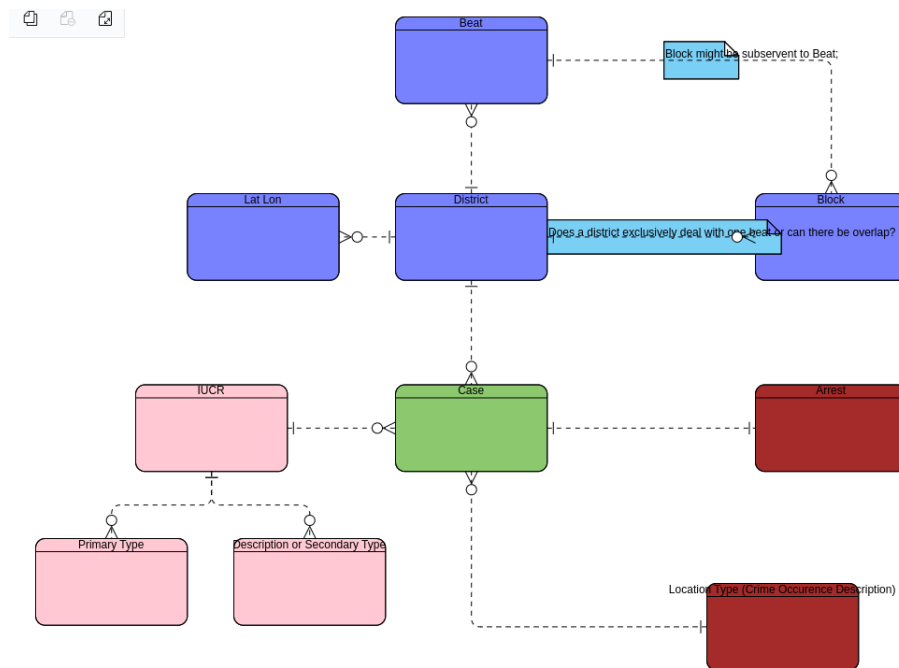 Beat
Block might be subservent to Beat;
Lat Lon
District
Block
Does a district exclusively deal with one beat or can there be overlap?
IUCR
Case
Arrest
Primary Type
Description or Secondary Type
Location Type (Crime Occurence Description)